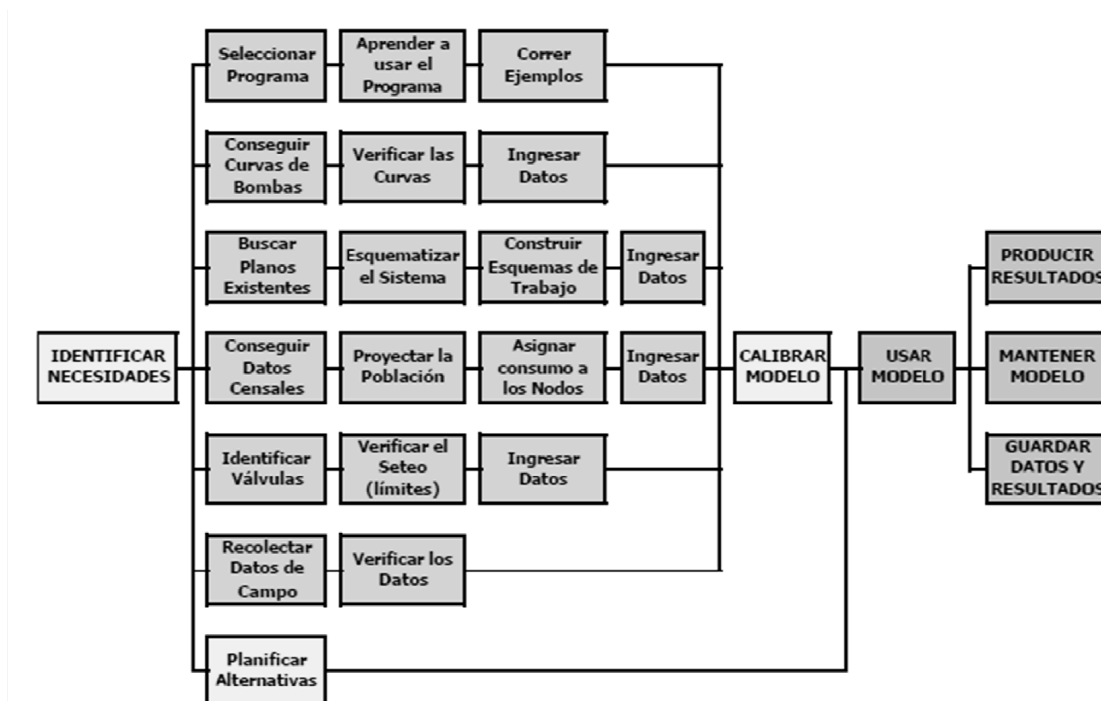 Seleccionar
Programa
Aprender a
usar el
Programa
Correr
Ejemplos
Conseguir
Curvas de
Bombas
Verificar las
Curvas
Ingresar
Datos
Buscar
Planos
Existentes
Esquematizar
el Sistema
Construir
Esquemas de
Trabajo
Ingresar
Datos
PRODUCIR
RESULTADOS
IDENTIFICAR
NECESIDADES
Conseguir
Datos
Censales
Proyectar la
Población
Asignar
consumo a
los Nodos
Ingresar
Datos
CALIBRAR
MODELO
USAR
MODELO
MANTENER
MODELO
Identificar
Válvulas
Verificar el
Seteo
(límites)
Ingresar
Datos
GUARDAR
DATOS Y
RESULTADOS
Recolectar
Datos de
Campo
Verificar los
Datos
Planificar
Alternativas